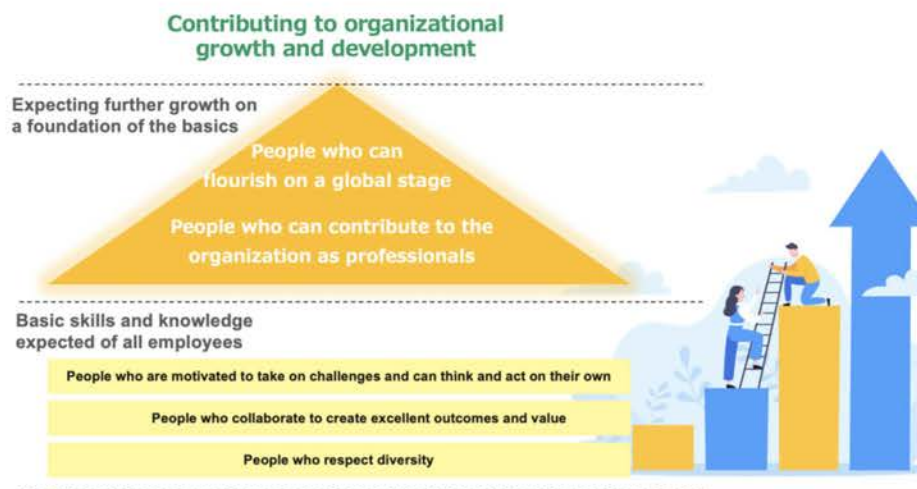 Contributing to organizational
growth and development
Expecting further growth on
a foundation of the basics
People who can
flourish on a global stage
People who can contribute to the
organization as professionals
Basic skills and knowledge
expected of all employees
People who are motivated to take on challenges and can think and act on their own
People who collaborate to create excellent outcomes and value
People who respect diversity